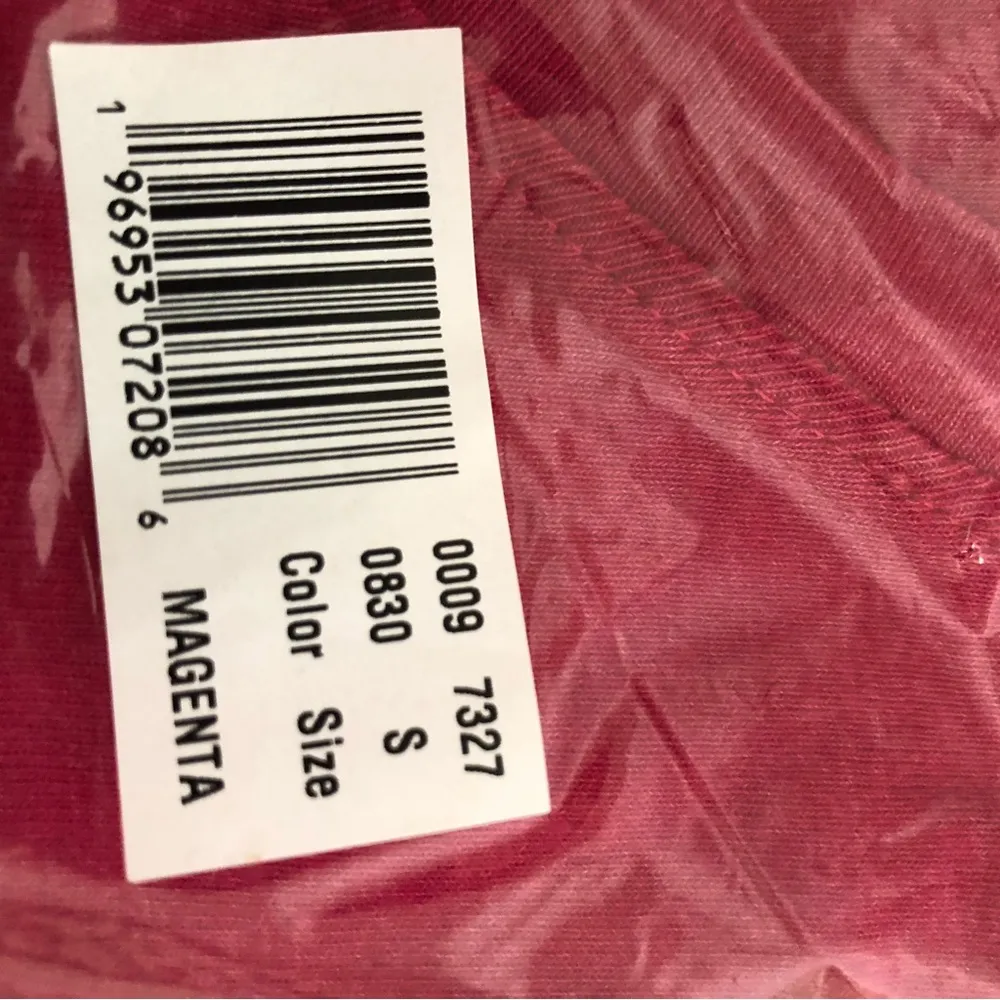 1 96953 07208 6
0009 7327
0830 S
Color Size
MAGENTA